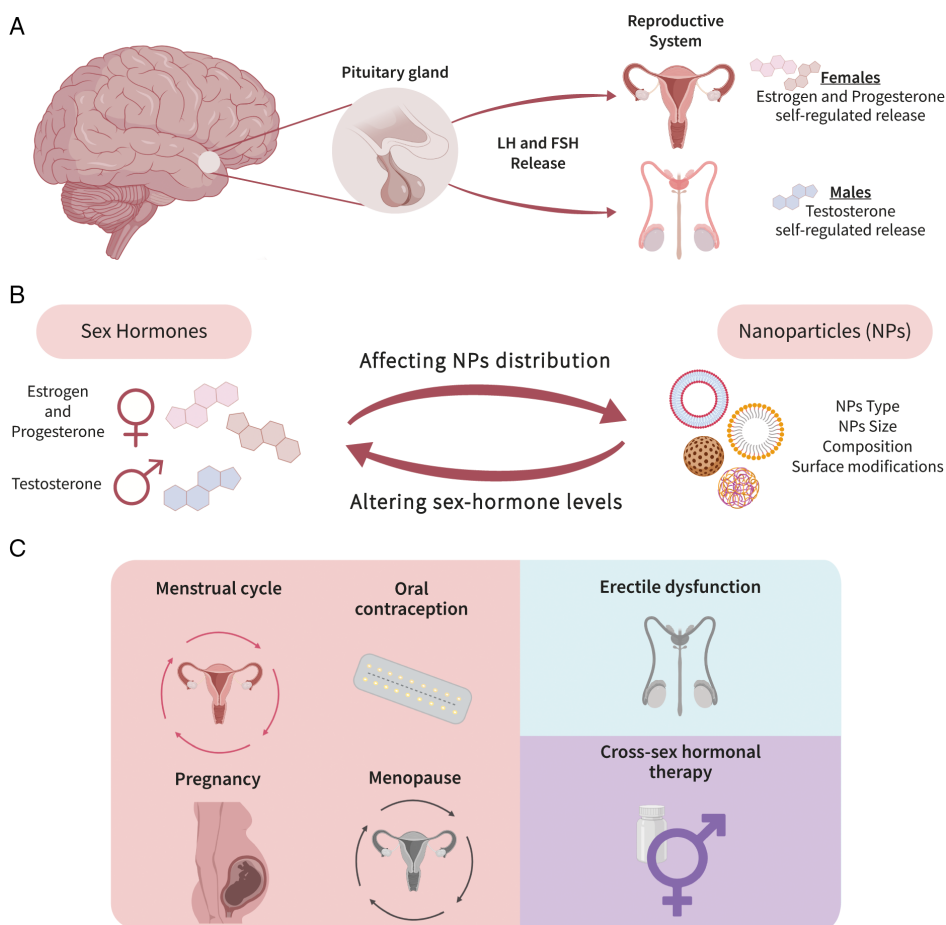 A
Pituitary gland
LH and FSH
Release
Reproductive
System
Females
Estrogen and Progesterone
self-regulated release
Males
Testosterone
self-regulated release
B
Sex Hormones
Estrogen
and
Progesterone
Testosterone
Affecting NPs distribution
Altering sex-hormone levels
Nanoparticles (NPs)
NPs Type
NPs Size
Composition
Surface modifications
C
Menstrual cycle
Oral
contraception
Erectile dysfunction
Pregnancy
Menopause
Cross-sex hormonal
therapy